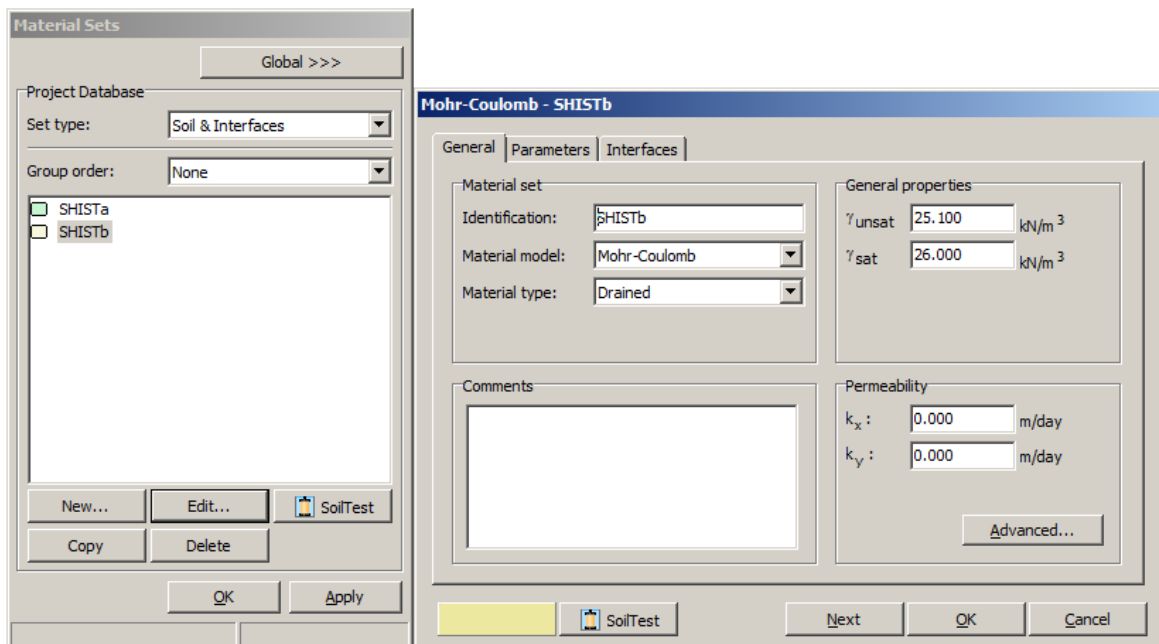 Material Sets
Global >>>
Project Database
Set type: Soil & Interfaces
Group order: None
SHISTa
SHISTb
New... Edit... SoilTest
Copy Delete
OK Apply
Mohr-Coulomb - SHISTb
General Parameters Interfaces
Material set
Identification: SHISTb
Material model: Mohr-Coulomb
Material type: Drained
General properties
γunsat 25.100 kN/m 3
γsat 26.000 kN/m 3
Comments
Permeability
kx : 0.000 m/day
ky : 0.000 m/day
Advanced...
SoilTest Next OK Cancel